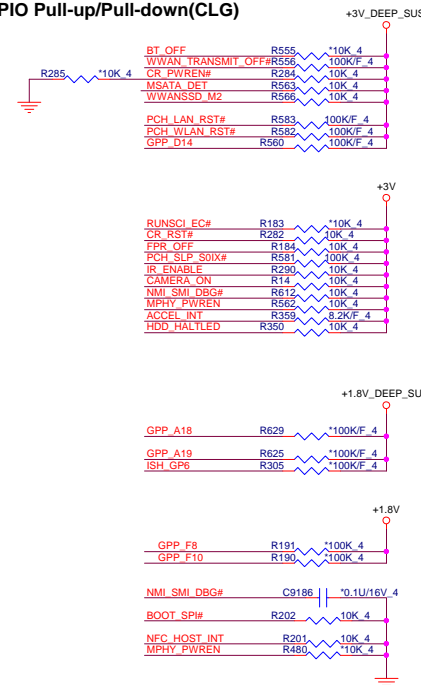 PIO Pull-up/Pull-down(CLG)
+3V_DEEP_SUS
BT_OFF R555 *10K_4
WWAN_TRANSMIT_OFF# R556 *100K/F_4
R285 *10K_4 CR_PWREN# R284 *10K_4
MSATA_DET R563 *10K_4
WWANSSD_M2 R566 *10K_4
PCH_LAN_RST# R583 100K/F_4
PCH_WLAN_RST# R582 *100K/F_4
GPP_D14 R560 *100K/F_4
+3V
RUNSCI_EC# R183 *10K_4
CR_RST# R282 10K_4
FPR_OFF R184 10K_4
PCH_SLP_S0IX# R581 100K_4
IR_ENABLE R290 10K_4
CAMERA_ON R14 10K_4
NMI_SMI_DBG# R612 10K_4
MPHY_PWREN R562 10K_4
ACCEL_INT R359 8.2K/F_4
HDD_HALTLED R350 10K_4
+1.8V_DEEP_SU
GPP_A18 R629 *100K/F_4
GPP_A19 R625 *100K/F_4
ISH_GP6 R305 *100K/F_4
+1.8V
GPP_F8 R191 *100K_4
GPP_F10 R190 *100K_4
NMI_SMI_DBG# C9186 *0.1U/16V_4
BOOT_SPI# R202 10K_4
NFC_HOST_INT R201 10K_4
MPHY_PWREN R480 *10K_4